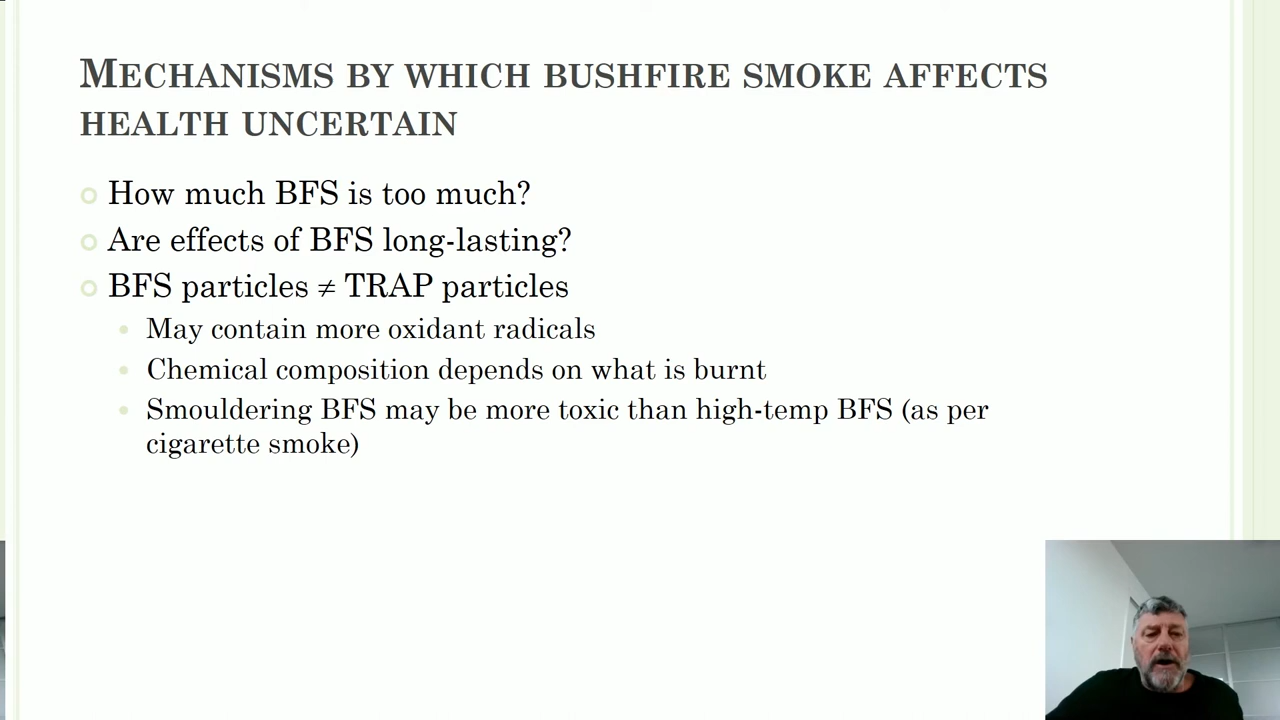 MECHANISMS BY WHICH BUSHFIRE SMOKE AFFECTS
HEALTH UNCERTAIN
How much BFS is too much?
Are effects of BFS long-lasting?
BFS particles ≠ TRAP particles
May contain more oxidant radicals
Chemical composition depends on what is burnt
Smouldering BFS may be more toxic than high-temp BFS (as per
cigarette smoke)